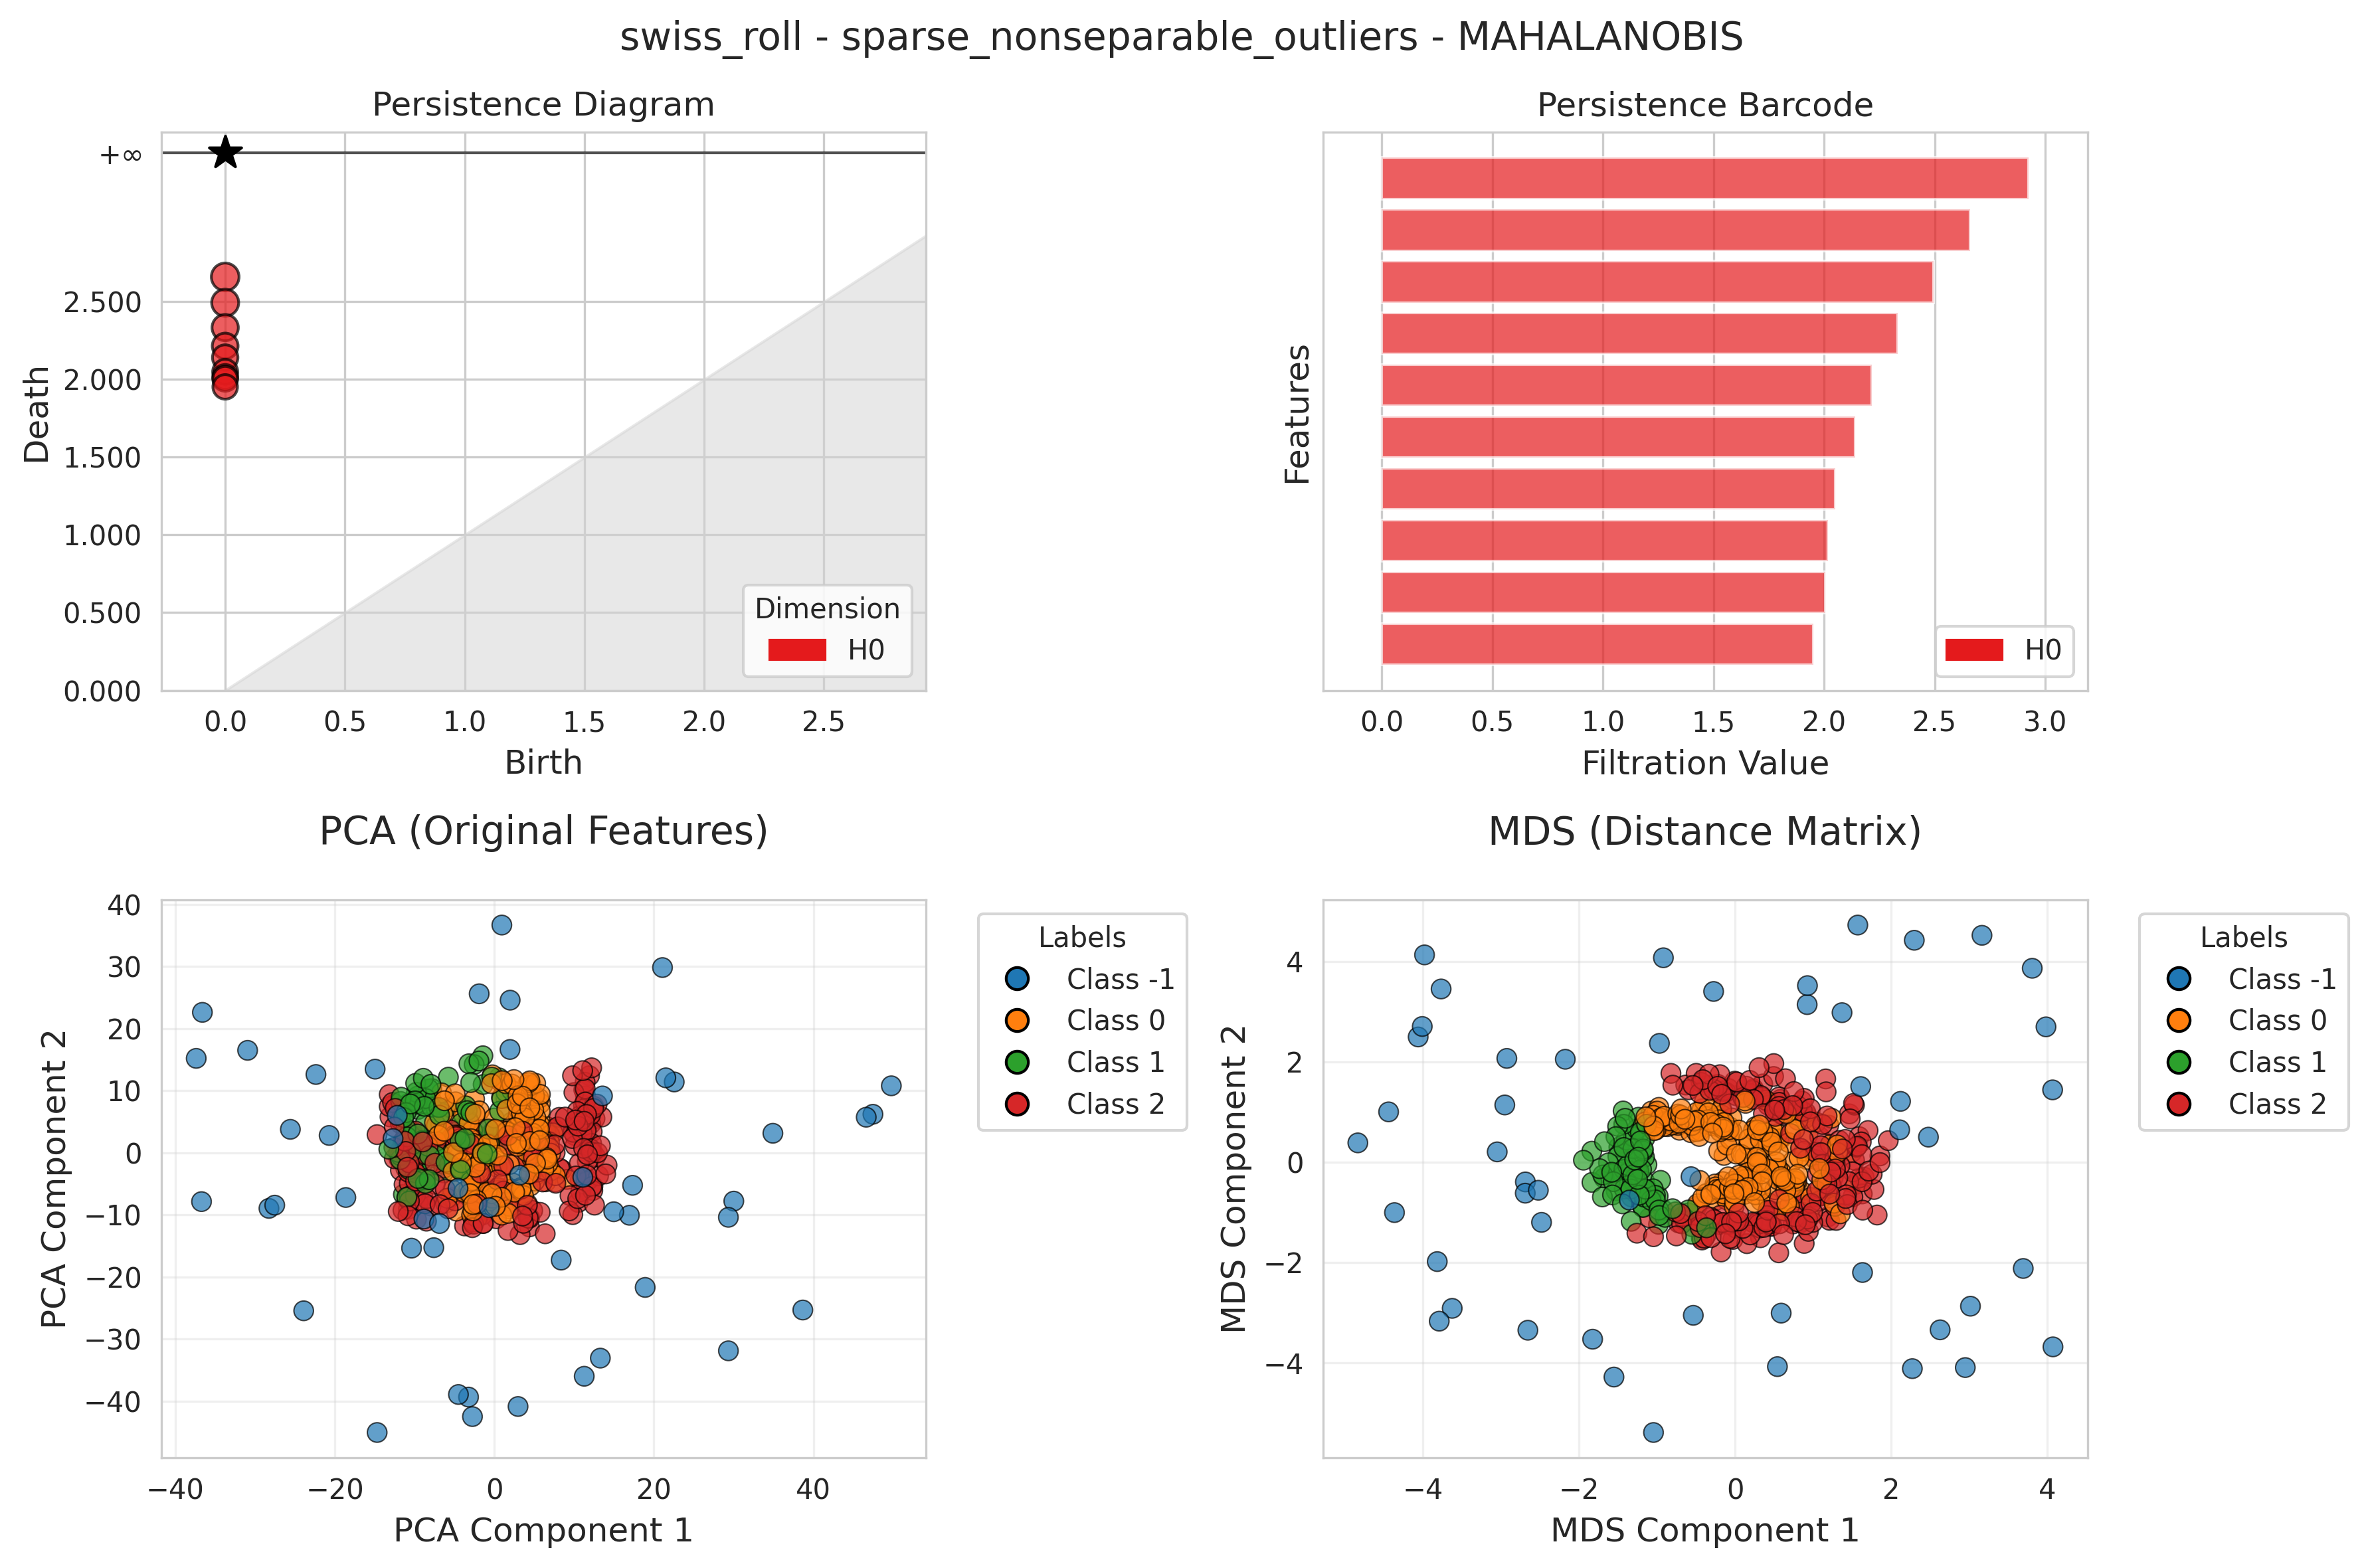 swiss_roll - sparse_nonseparable_outliers - MAHALANOBIS
Persistence Diagram
+∞
2.500
2.000
1.500
1.000
0.500
0.000
Death
0.0 0.5 1.0 1.5 2.0 2.5
Birth
Dimension
H0
Persistence Barcode
Features
0.0 0.5 1.0 1.5 2.0 2.5 3.0
Filtration Value
H0
PCA (Original Features)
40
30
20
10
0
−10
−20
−30
−40
PCA Component 2
−40 −20 0 20 40
PCA Component 1
Labels
Class -1
Class 0
Class 1
Class 2
MDS (Distance Matrix)
4
2
0
−2
−4
MDS Component 2
−4 −2 0 2 4
MDS Component 1
Labels
Class -1
Class 0
Class 1
Class 2